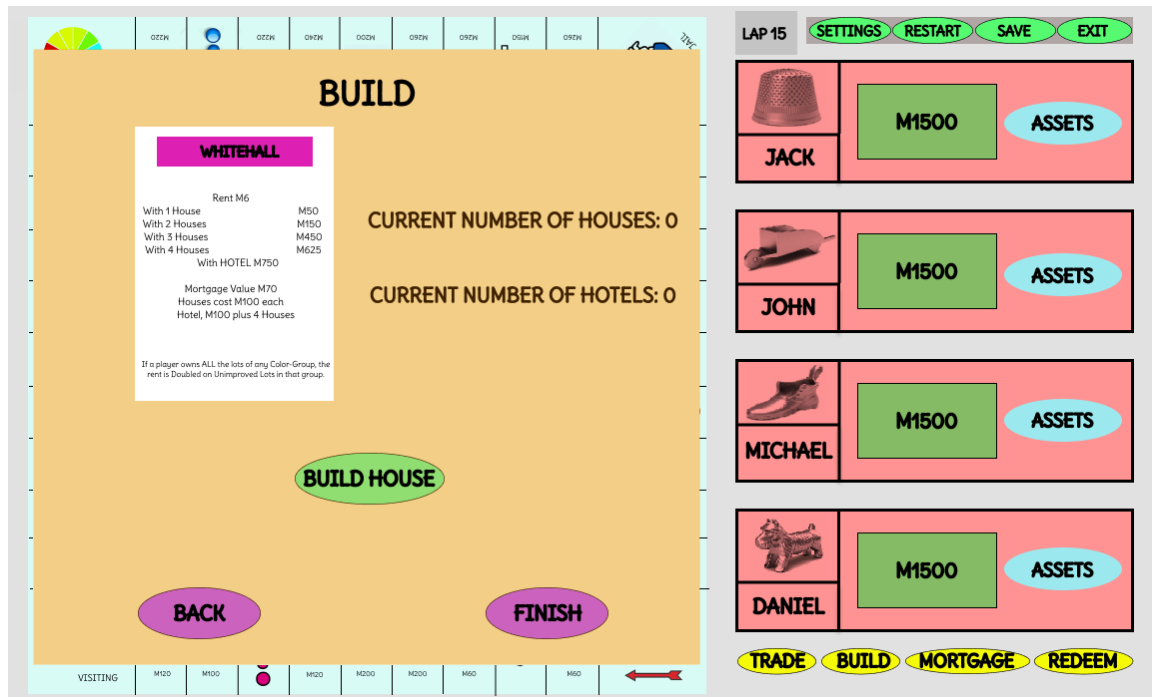 M220
M220
M240
M200
M260
M260
M150
M260
JAIL
LAP 15
SETTINGS
RESTART
SAVE
EXIT
BUILD
WHITEHALL
Rent M6
With 1 House M50
With 2 Houses M150
With 3 Houses M450
With 4 Houses M625
With HOTEL M750
Mortgage Value M70
Houses cost M100 each
Hotel, M100 plus 4 Houses
If a player owns ALL the lots of any Color-Group, the
rent is Doubled on Unimproved Lots in that group.
CURRENT NUMBER OF HOUSES: 0
CURRENT NUMBER OF HOTELS: 0
BUILD HOUSE
BACK
FINISH
JACK
M1500
ASSETS
JOHN
M1500
ASSETS
MICHAEL
M1500
ASSETS
DANIEL
M1500
ASSETS
TRADE
BUILD
MORTGAGE
REDEEM
VISITING
M120
M100
M120
M200
M200
M60
M60